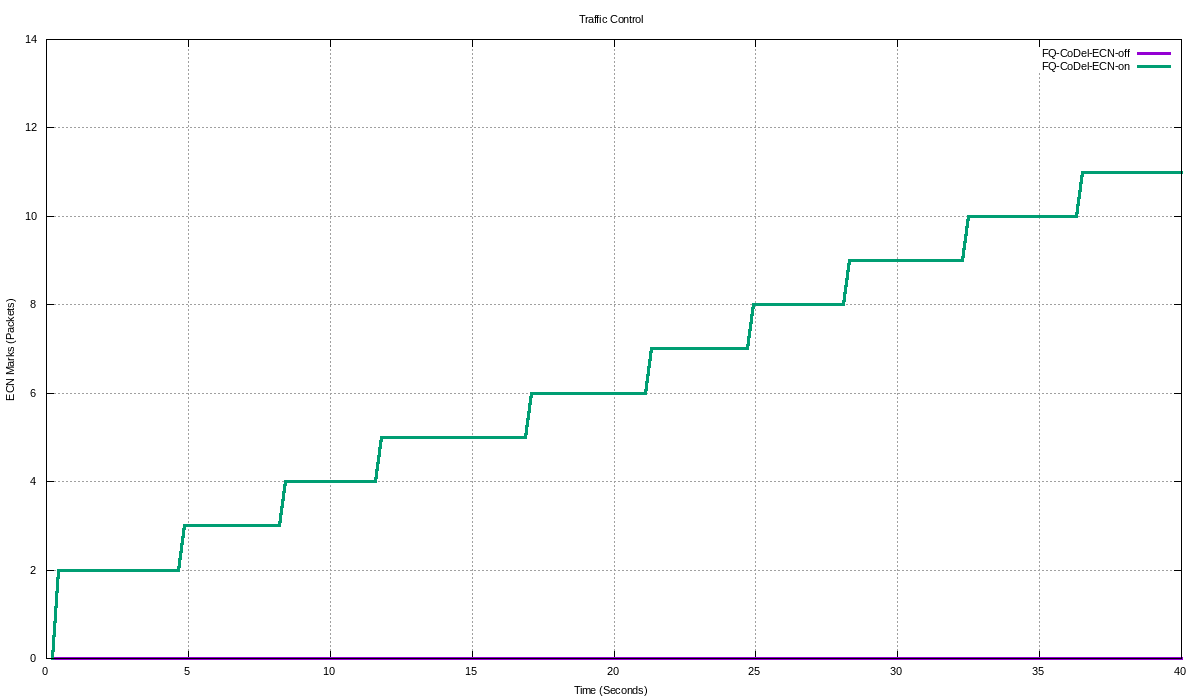 Traffic Control
FQ-CoDel-ECN-off
FQ-CoDel-ECN-on
14
12
10
8
6
4
2
0
ECN Marks (Packets)
0 5 10 15 20 25 30 35 40
Time (Seconds)